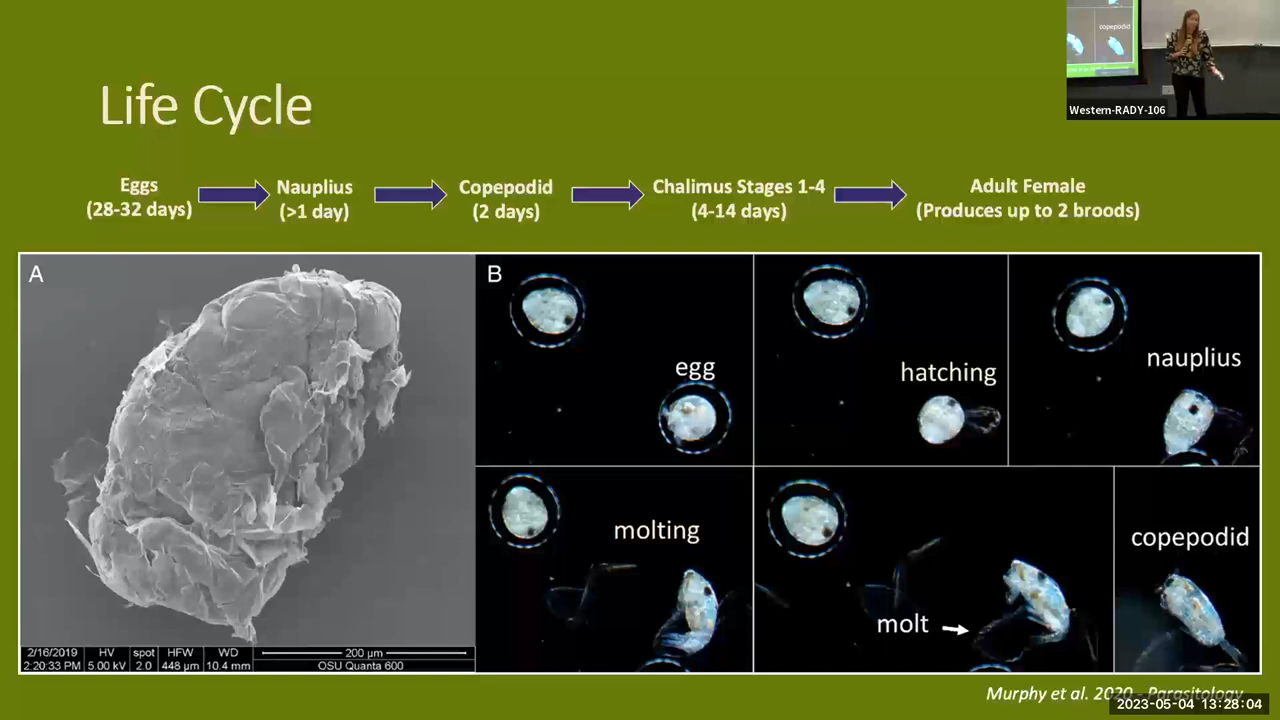 copepodid
Western-RADY-106
Life Cycle
Eggs
(28-32 days)
Nauplius
(>1 day)
Copepodid
(2 days)
Chalimus Stages 1-4
(4-14 days)
Adult Female
(Produces up to 2 broods)
A
B
egg
hatching
nauplius
molting
molt
copepodid
2/16/2019 HV spot HFW WD 200 µm
2:20:33 PM 5.00 kV 2.0 448 µm 10.4 mm OSU Quanta 600
Murphy et al. 2020 - Parasitology
2023-05-04 13:28:04